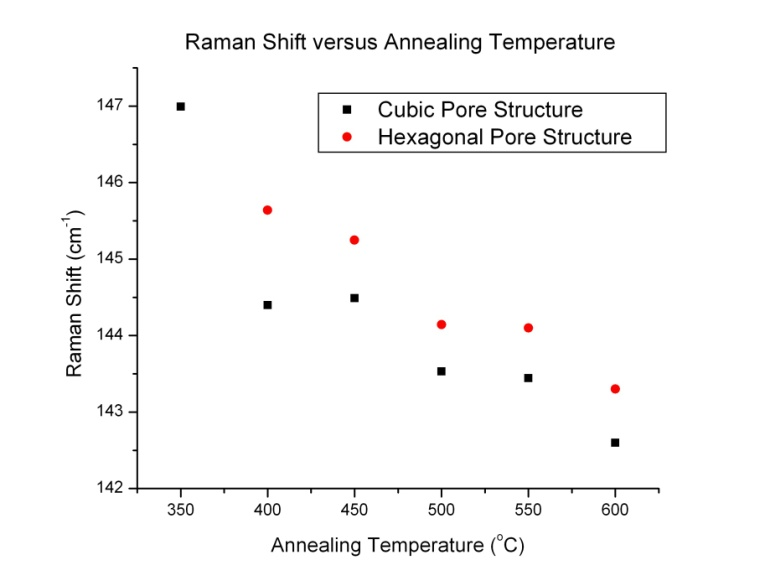 Raman Shift versus Annealing Temperature
Cubic Pore Structure
Hexagonal Pore Structure
147
146
145
144
143
142
Raman Shift (cm⁻¹)
350 400 450 500 550 600
Annealing Temperature (°C)